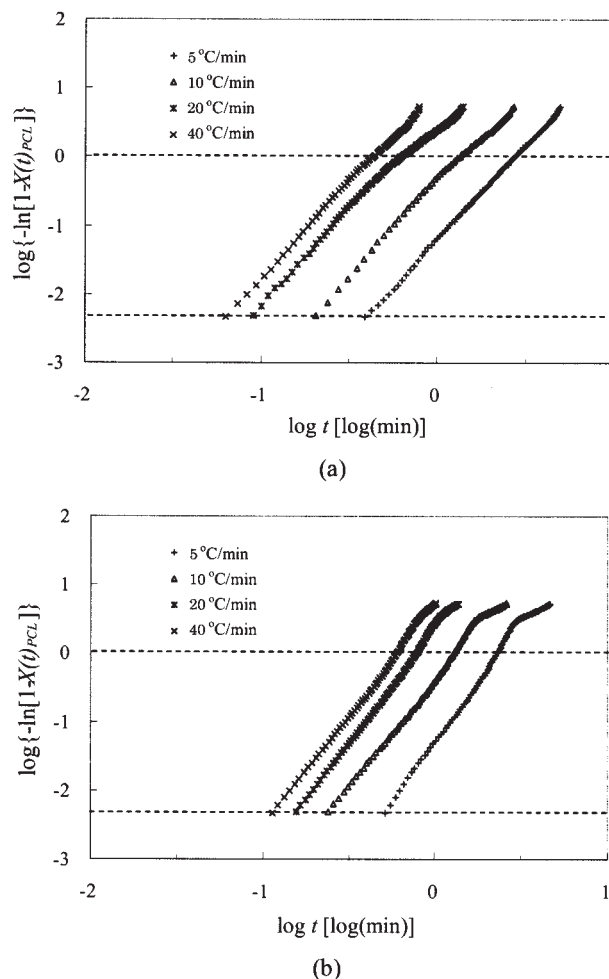 2
5 °C/min
10 °C/min
1
20 °C/min
40 °C/min
0
-1
-2
-3
-2
-1
0
log{-ln[1-X(t)PCL]}
log t [log(min)]
(a)
2
5 °C/min
10 °C/min
1
20 °C/min
40 °C/min
0
-1
-2
-3
-2
-1
0
1
log{-ln[1-X(t)PCL]}
log t [log(min)]
(b)